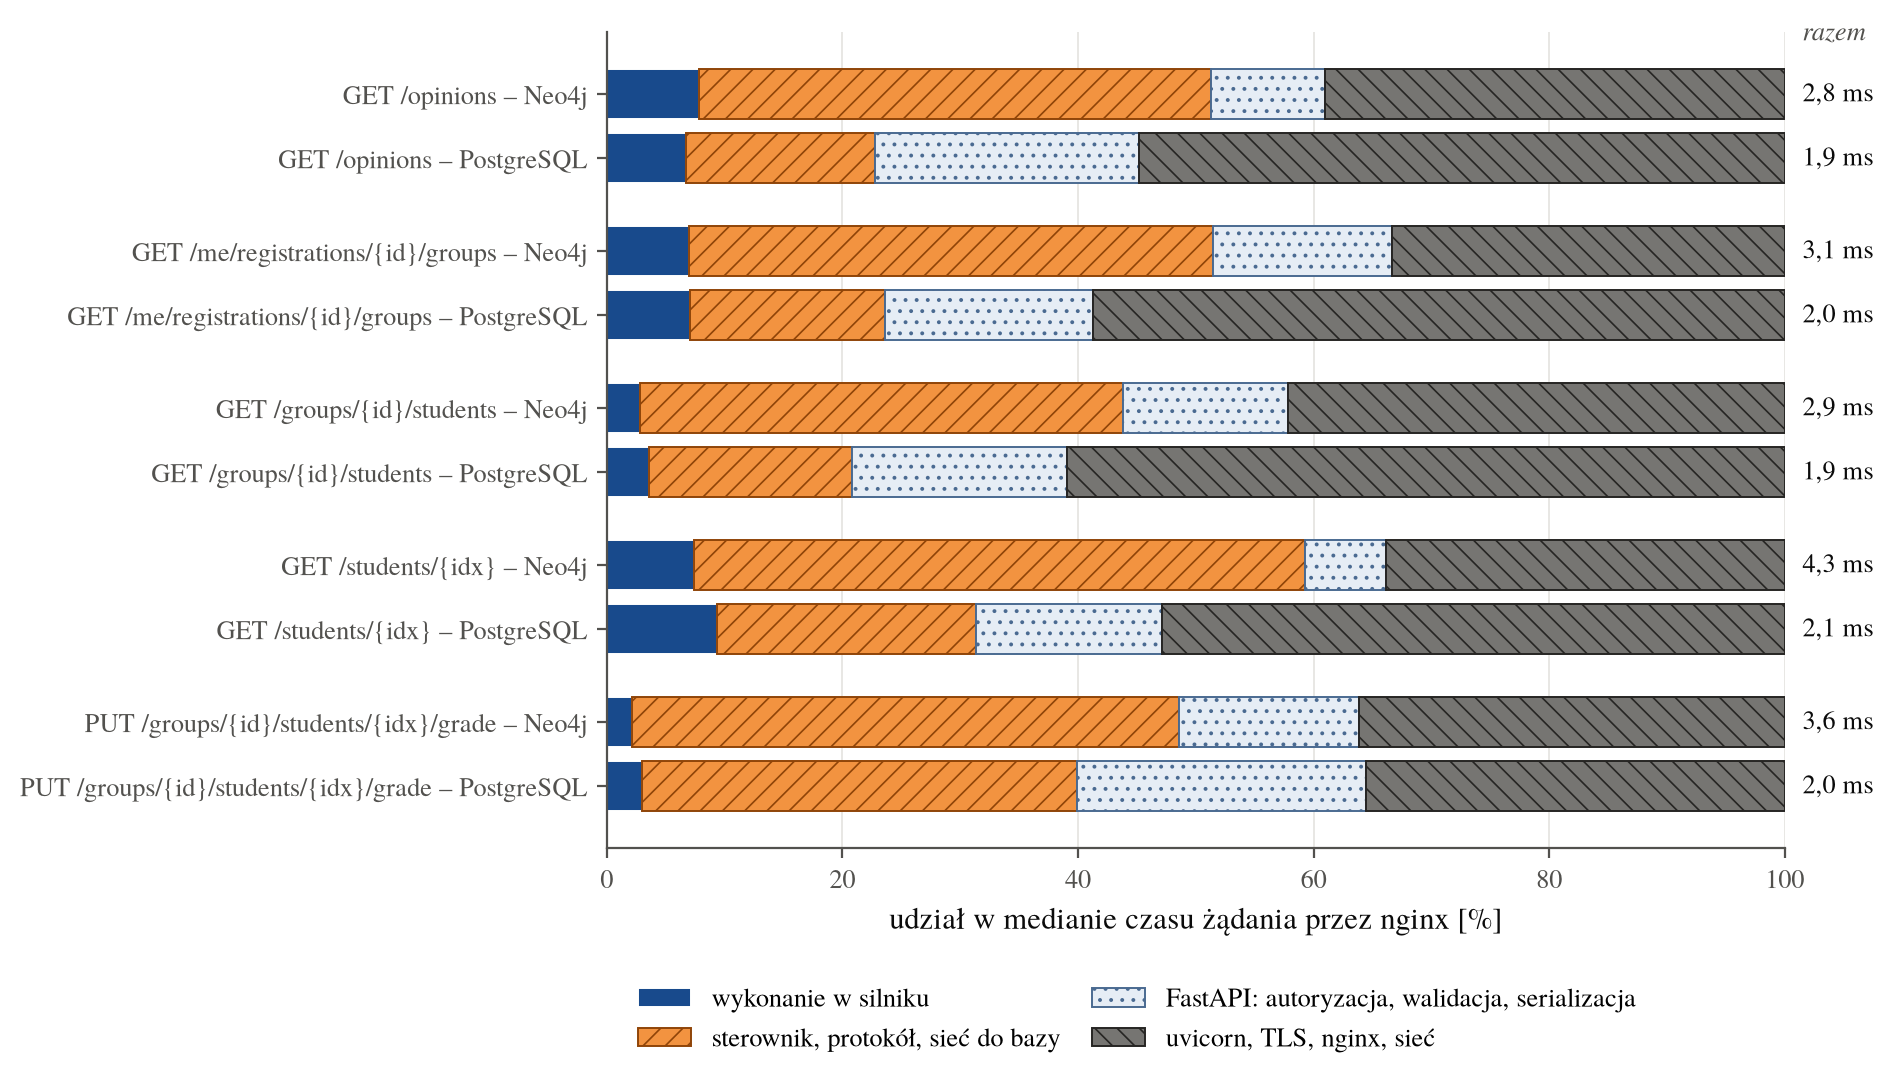 razem
GET /opinions – Neo4j 2,8 ms
GET /opinions – PostgreSQL 1,9 ms
GET /me/registrations/{id}/groups – Neo4j 3,1 ms
GET /me/registrations/{id}/groups – PostgreSQL 2,0 ms
GET /groups/{id}/students – Neo4j 2,9 ms
GET /groups/{id}/students – PostgreSQL 1,9 ms
GET /students/{idx} – Neo4j 4,3 ms
GET /students/{idx} – PostgreSQL 2,1 ms
PUT /groups/{id}/students/{idx}/grade – Neo4j 3,6 ms
PUT /groups/{id}/students/{idx}/grade – PostgreSQL 2,0 ms
0 20 40 60 80 100
udział w medianie czasu żądania przez nginx [%]
wykonanie w silniku
sterownik, protokół, sieć do bazy
FastAPI: autoryzacja, walidacja, serializacja
uvicorn, TLS, nginx, sieć